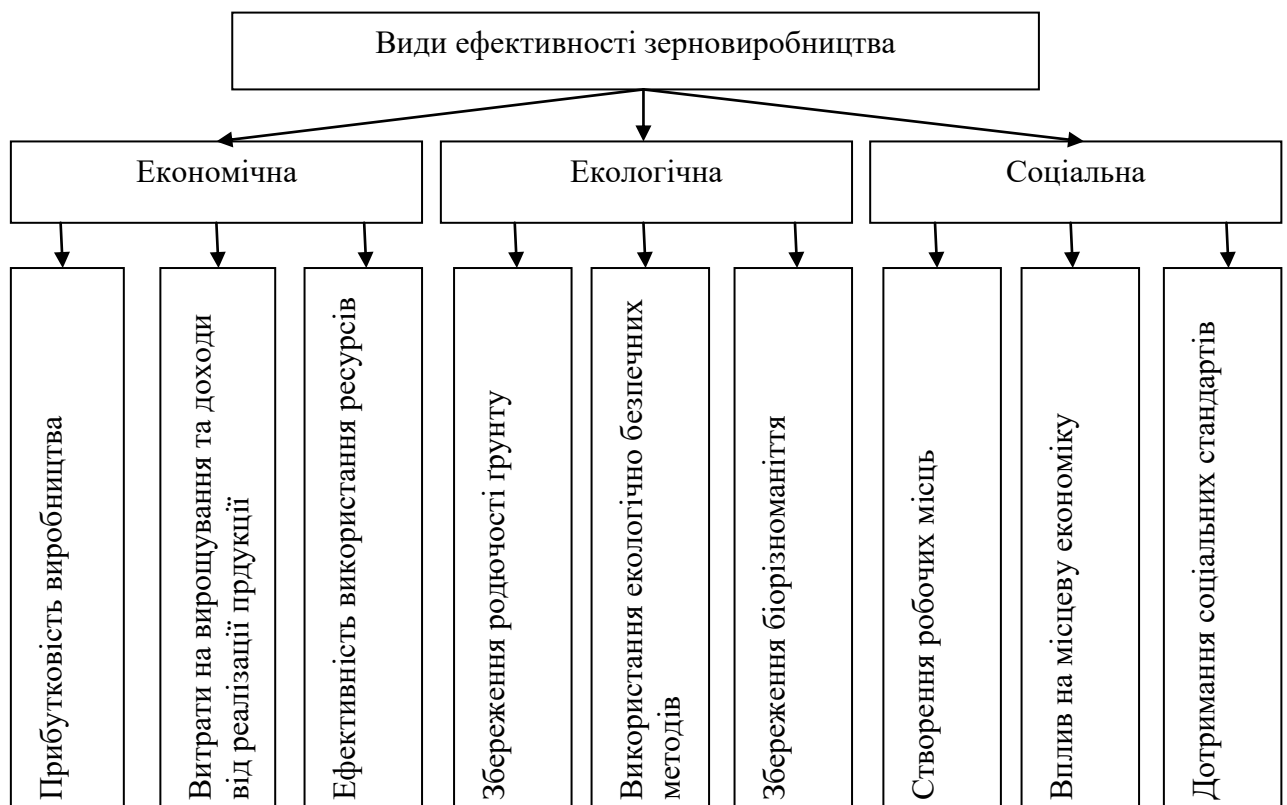 Види ефективності зерновиробництва
Економічна
Екологічна
Соціальна
Прибутковість виробництва
Витрати на вирощування та доходи
від реалізації прдукції
Ефективність використання ресурсів
Збереження родючості ґрунту
Використання екологічно безпечних
методів
Збереження біорізноманіття
Створення робочих місць
Вплив на місцеву економіку
Дотримання соціальних стандартів